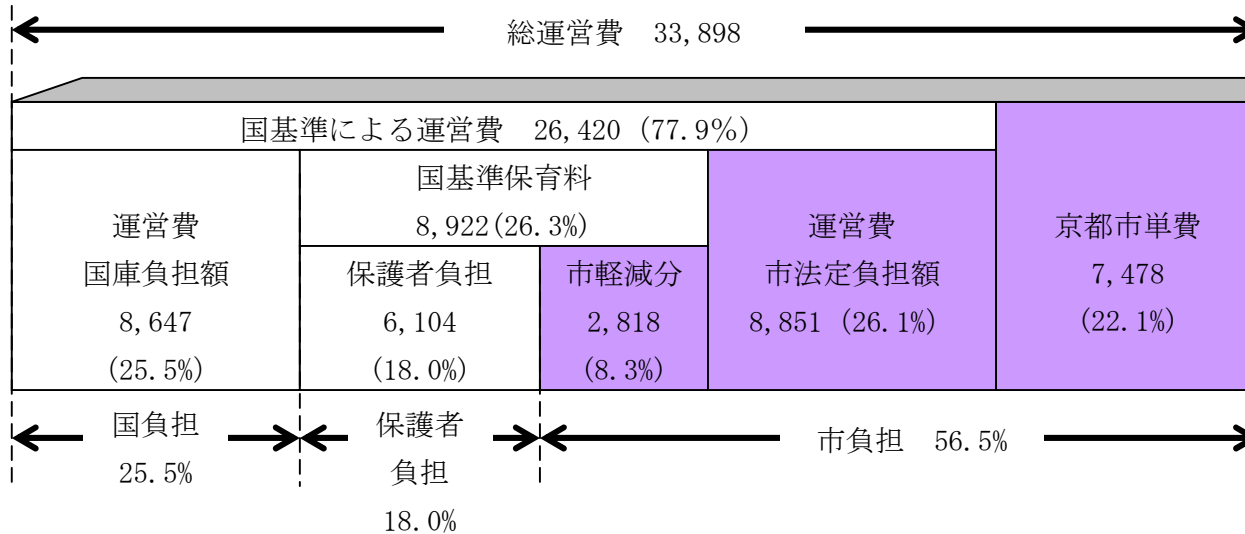 総運営費 33,898
国基準による運営費 26,420 (77.9%)
運営費
国庫負担額
8,647
(25.5%)
国基準保育料
8,922(26.3%)
保護者負担
6,104
(18.0%)
市軽減分
2,818
(8.3%)
運営費
市法定負担額
8,851 (26.1%)
京都市単費
7,478
(22.1%)
国負担
25.5%
保護者
負担
18.0%
市負担 56.5%